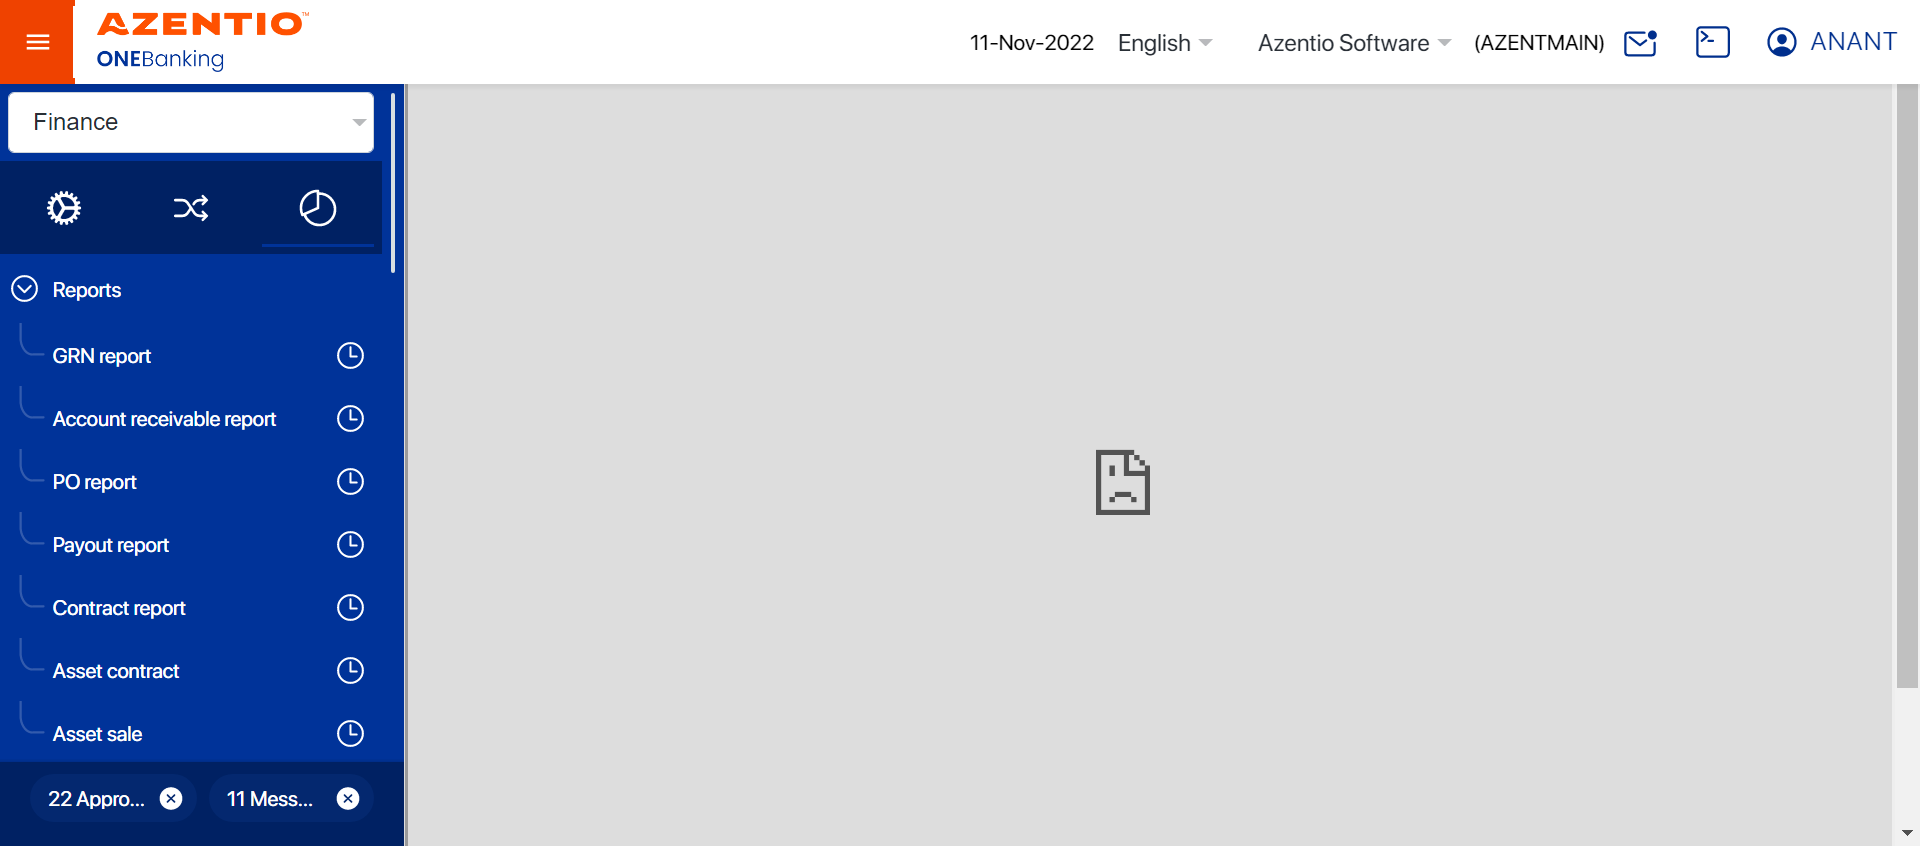 AZENTIO™
ONEBanking
11-Nov-2022 English Azentio Software (AZENTMAIN) ANANT
Finance
Reports
GRN report
Account receivable report
PO report
Payout report
Contract report
Asset contract
Asset sale
22 Appro... 11 Mess...